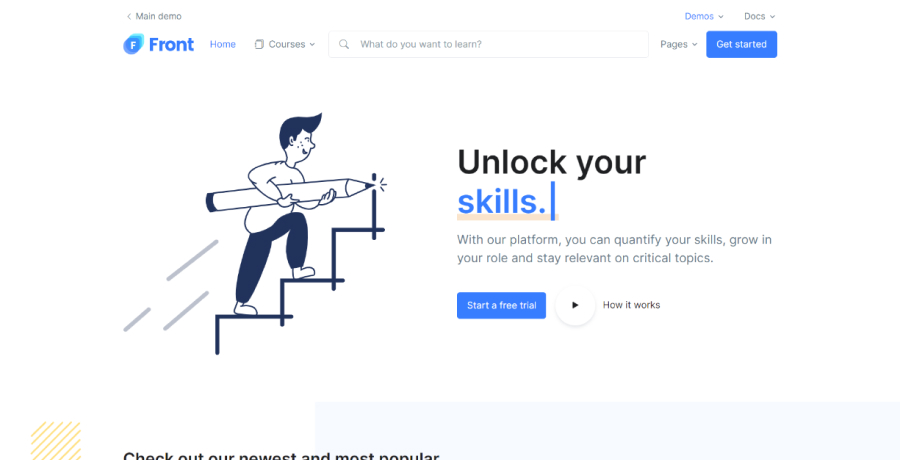 Main demo
Demos
Docs
Front
Home
Courses
What do you want to learn?
Pages
Get started
Unlock your
skills.
With our platform, you can quantify your skills, grow in
your role and stay relevant on critical topics.
Start a free trial
How it works
Check out our newest and most popular